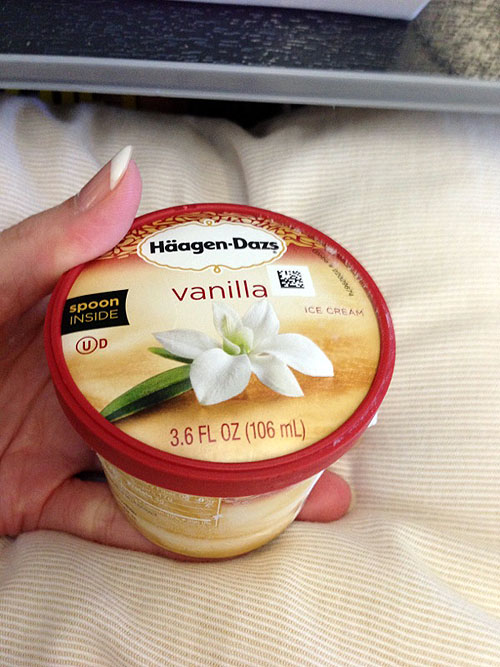 Häagen-Dazs
vanilla
ICE CREAM
spoon
INSIDE
U D
3.6 FL OZ (106 mL)